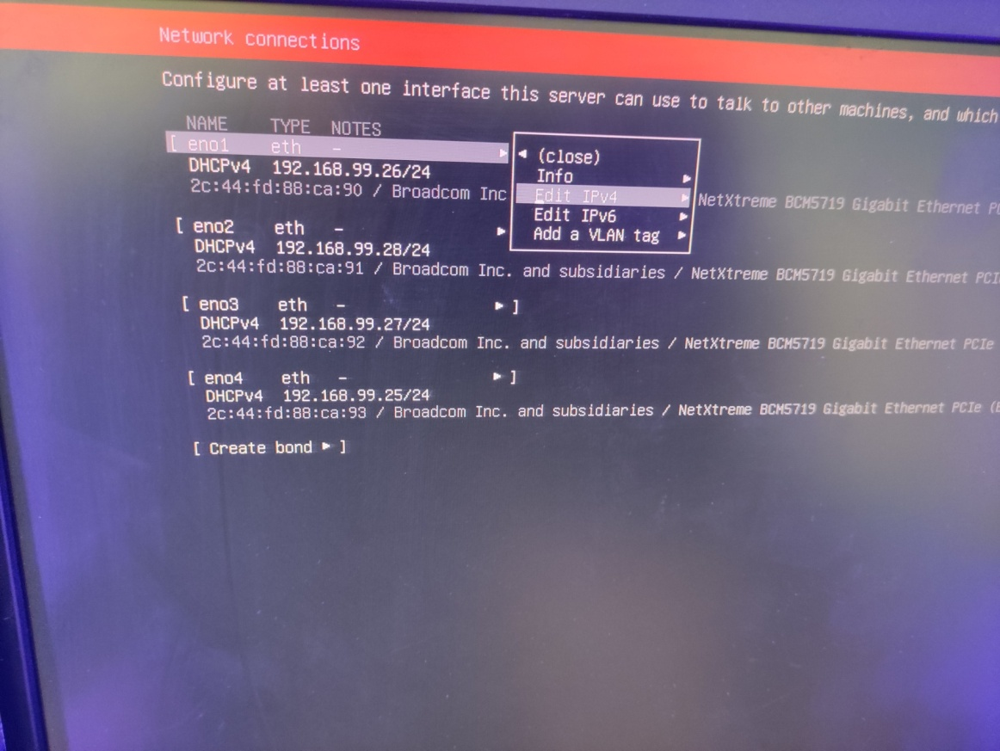 Network connections
Configure at least one interface this server can use to talk to other machines, and which
NAME TYPE NOTES
[ eno1 eth - ▸
◂ (close)
DHCPv4 192.168.99.26/24
Info ▸
2c:44:fd:88:ca:90 / Broadcom Inc
Edit IPv4 ▸
NetXtreme BCM5719 Gigabit Ethernet
Edit IPv6 ▸
[ eno2 eth - ▸
Add a VLAN tag ▸
DHCPv4 192.168.99.28/24
2c:44:fd:88:ca:91 / Broadcom Inc. and subsidiaries / NetXtreme BCM5719 Gigabit Ethernet PCI
[ eno3 eth - ▸ ]
DHCPv4 192.168.99.27/24
2c:44:fd:88:ca:92 / Broadcom Inc. and subsidiaries / NetXtreme BCM5719 Gigabit Ethernet PCIe
[ eno4 eth - ▸ ]
DHCPv4 192.168.99.25/24
2c:44:fd:88:ca:93 / Broadcom Inc. and subsidiaries / NetXtreme BCM5719 Gigabit Ethernet PCIe
[ Create bond ▸ ]